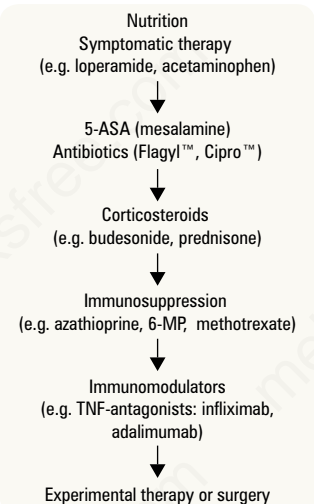 Nutrition
Symptomatic therapy
(e.g. loperamide, acetaminophen)
5-ASA (mesalamine)
Antibiotics (Flagyl™, Cipro™)
Corticosteroids
(e.g. budesonide, prednisone)
Immunosuppression
(e.g. azathioprine, 6-MP, methotrexate)
Immunomodulators
(e.g. TNF-antagonists: infliximab,
adalimumab)
Experimental therapy or surgery